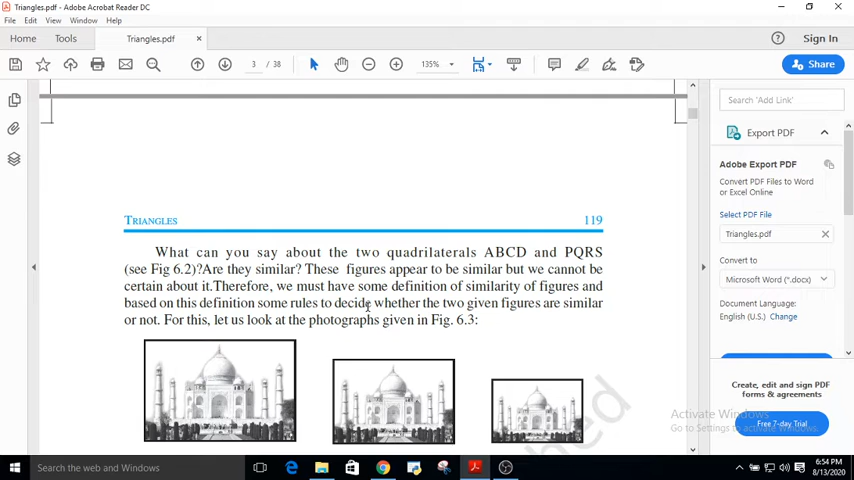 Triangles.pdf - Adobe Acrobat Reader DC
File Edit View Window Help
Home Tools Triangles.pdf × Sign In
3 / 38 135% Share
Search 'Add Link'
Export PDF
Adobe Export PDF
Convert PDF Files to Word
or Excel Online
Select PDF File
Triangles.pdf
Convert to
Microsoft Word (*.docx)
Document Language:
English (U.S.) Change
Create, edit and sign PDF
forms & agreements
Free 7-day Trial
TRIANGLES 119
What can you say about the two quadrilaterals ABCD and PQRS
(see Fig 6.2)?Are they similar? These figures appear to be similar but we cannot be
certain about it.Therefore, we must have some definition of similarity of figures and
based on this definition some rules to decide whether the two given figures are similar
or not. For this, let us look at the photographs given in Fig. 6.3:
hed
Activate Windows
Go to Settings to activate Windows.
Search the web and Windows
6:54 PM
8/13/2020